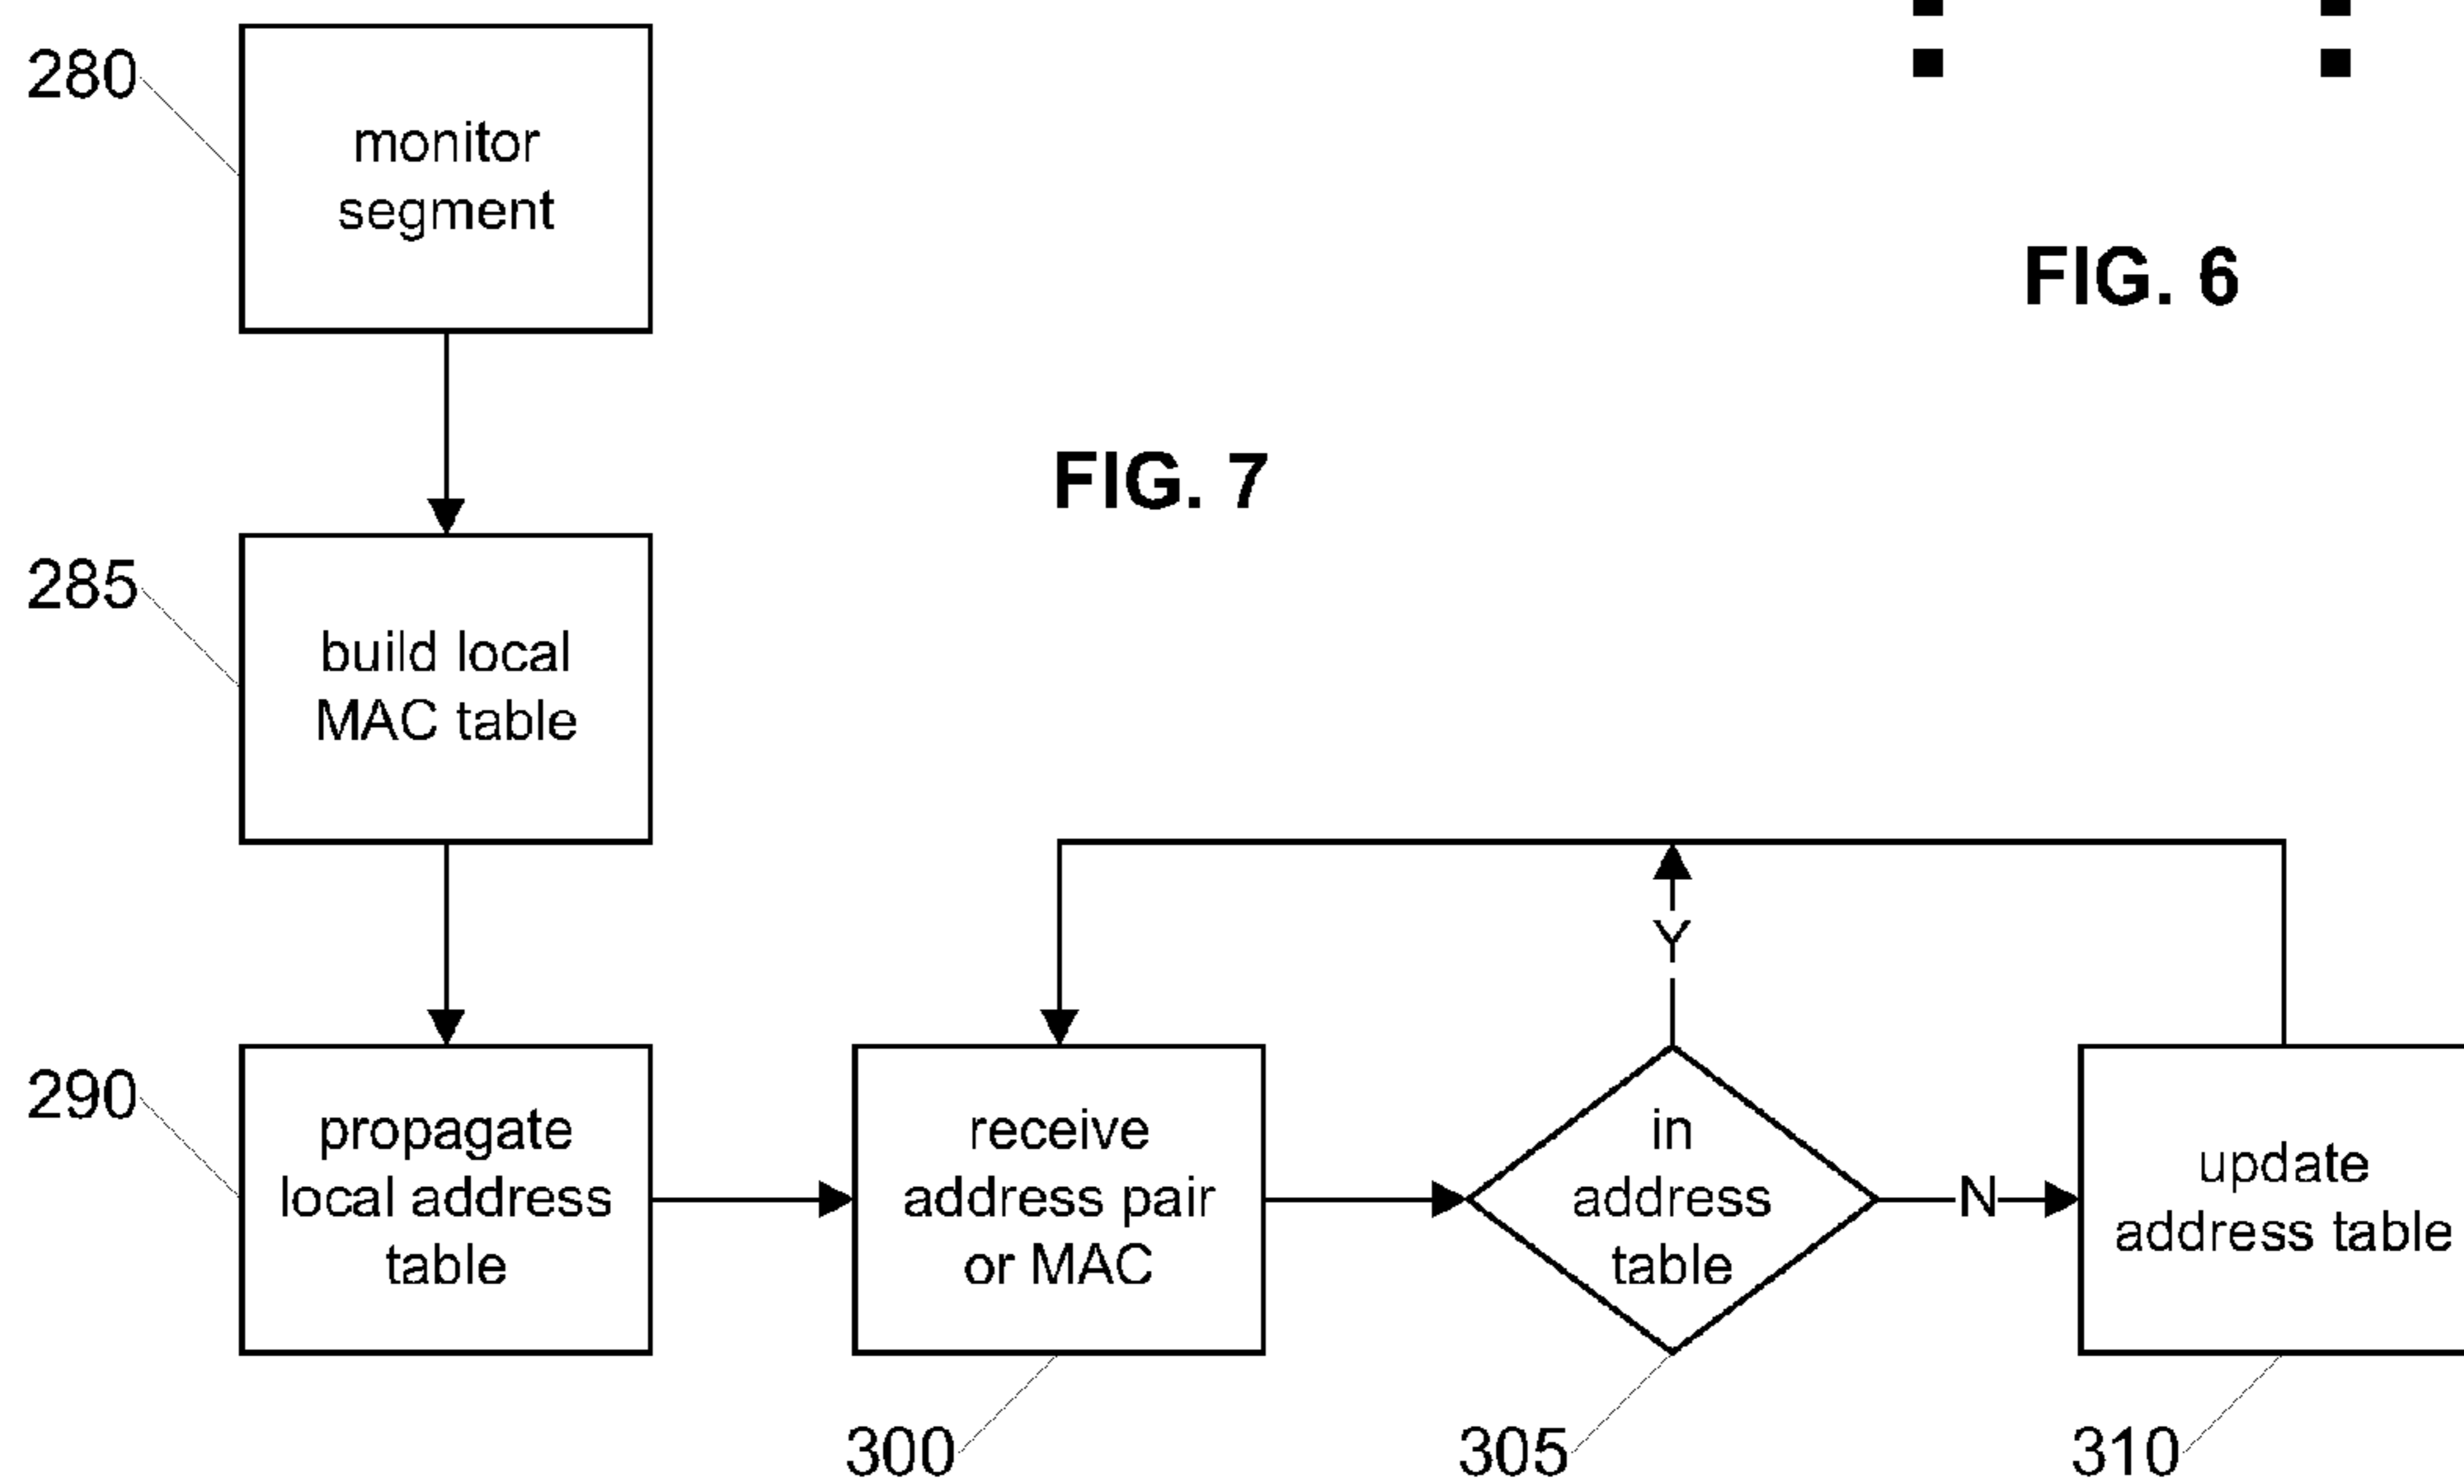 280
monitor
segment
FIG. 6
FIG. 7
285
build local
MAC table
Y
290
propagate
local address
table
receive
address pair
or MAC
in
address
table
N
update
address table
300
305
310